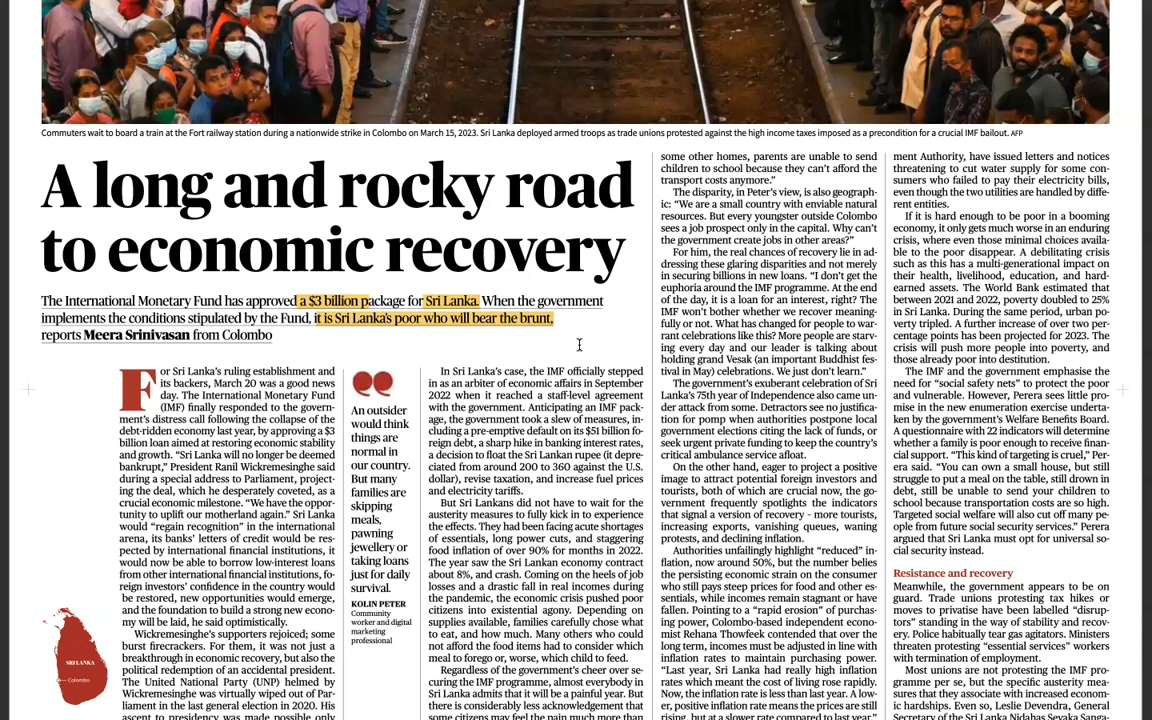 Commuters wait to board a train at the Fort railway station during a nationwide strike in Colombo on March 15, 2023. Sri Lanka deployed armed troops as trade unions protested against the high income taxes imposed as a precondition for a crucial IMF bailout. AFP
A long and rocky road
to economic recovery
The International Monetary Fund has approved a $3 billion package for Sri Lanka. When the government
implements the conditions stipulated by the Fund, it is Sri Lanka's poor who will bear the brunt,
reports Meera Srinivasan from Colombo
For Sri Lanka's ruling establishment and
its backers, March 20 was a good news
day. The International Monetary Fund
(IMF) finally responded to the govern-
ment's distress call following the collapse of the
debt-ridden economy last year, by approving a $3
billion loan aimed at restoring economic stability
and growth. "Sri Lanka will no longer be deemed
bankrupt," President Ranil Wickremesinghe said
during a special address to Parliament, project-
ing the deal, which he desperately coveted, as a
crucial economic milestone. "We have the oppor-
tunity to uplift our motherland again." Sri Lanka
would "regain recognition" in the international
arena, its banks' letters of credit would be res-
pected by international financial institutions, it
would now be able to borrow low-interest loans
from other international financial institutions, fo-
reign investors' confidence in the country would
be restored, new opportunities would emerge,
and the foundation to build a strong new econo-
my will be laid, he said optimistically.
Wickremesinghe's supporters rejoiced; some
burst firecrackers. For them, it was not just a
breakthrough in economic recovery, but also the
political redemption of an accidental president.
The United National Party (UNP) helmed by
Wickremesinghe was virtually wiped out of Par-
liament in the last general election in 2020. His
ascent to presidency was made possible only
SRI LANKA
Colombo
An outsider
would think
things are
normal in
our country.
But many
families are
skipping
meals,
pawning
jewellery or
taking loans
just for daily
survival.
KOLIN PETER
Community
worker and digital
marketing
professional
In Sri Lanka's case, the IMF officially stepped
in as an arbiter of economic affairs in September
2022 when it reached a staff-level agreement
with the government. Anticipating an IMF pack-
age, the government took a slew of measures, in-
cluding a pre-emptive default on its $51 billion fo-
reign debt, a sharp hike in banking interest rates,
a decision to float the Sri Lankan rupee (it depre-
ciated from around 200 to 360 against the U.S.
dollar), revise taxation, and increase fuel prices
and electricity tariffs.
But Sri Lankans did not have to wait for the
austerity measures to fully kick in to experience
the effects. They had been facing acute shortages
of essentials, long power cuts, and staggering
food inflation of over 90% for months in 2022.
The year saw the Sri Lankan economy contract
about 8%, and crash. Coming on the heels of job
losses and a drastic fall in real incomes during
the pandemic, the economic crisis pushed poor
citizens into existential agony. Depending on
supplies available, families carefully chose what
to eat, and how much. Many others who could
not afford the food items had to consider which
meal to forego or, worse, which child to feed.
Regardless of the government's cheer over se-
curing the IMF programme, almost everybody in
Sri Lanka admits that it will be a painful year. But
there is considerably less acknowledgement that
some citizens may feel the pain much more than
some other homes, parents are unable to send
children to school because they can't afford the
transport costs anymore."
The disparity, in Peter's view, is also geograph-
ic: "We are a small country with enviable natural
resources. But every youngster outside Colombo
sees a job prospect only in the capital. Why can't
the government create jobs in other areas?"
For him, the real chances of recovery lie in ad-
dressing these glaring disparities and not merely
in securing billions in new loans. "I don't get the
euphoria around the IMF programme. At the end
of the day, it is a loan for an interest, right? The
IMF won't bother whether we recover meaning-
fully or not. What has changed for people to war-
rant celebrations like this? More people are starv-
ing every day and our leader is talking about
holding grand Vesak (an important Buddhist fes-
tival in May) celebrations. We just don't learn."
The government's exuberant celebration of Sri
Lanka's 75th year of Independence also came un-
der attack from some. Detractors see no justifica-
tion for pomp when authorities postpone local
government elections citing the lack of funds, or
seek urgent private funding to keep the country's
critical ambulance service afloat.
On the other hand, eager to project a positive
image to attract potential foreign investors and
tourists, both of which are crucial now, the go-
vernment frequently spotlights the indicators
that signal a version of recovery - more tourists,
increasing exports, vanishing queues, waning
protests, and declining inflation.
Authorities unfailingly highlight "reduced" in-
flation, now around 50%, but the number belies
the persisting economic strain on the consumer
who still pays steep prices for food and other es-
sentials, while incomes remain stagnant or have
fallen. Pointing to a "rapid erosion" of purchas-
ing power, Colombo-based independent econo-
mist Rehana Thowfeek contended that over the
long term, incomes must be adjusted in line with
inflation rates to maintain purchasing power.
"Last year, Sri Lanka had really high inflation
rates which meant the cost of living rose rapidly.
Now, the inflation rate is less than last year. A low-
er, positive inflation rate means the prices are still
rising, but at a slower rate compared to last year."
ment Authority, have issued letters and notices
threatening to cut water supply for some con-
sumers who failed to pay their electricity bills,
even though the two utilities are handled by diffe-
rent entities.
If it is hard enough to be poor in a booming
economy, it only gets much worse in an enduring
crisis, where even those minimal choices availa-
ble to the poor disappear. A debilitating crisis
such as this has a multi-generational impact on
their health, livelihood, education, and hard-
earned assets. The World Bank estimated that
between 2021 and 2022, poverty doubled to 25%
in Sri Lanka. During the same period, urban po-
verty tripled. A further increase of over two per-
centage points has been projected for 2023. The
crisis will push more people into poverty, and
those already poor into destitution.
The IMF and the government emphasise the
need for "social safety nets" to protect the poor
and vulnerable. However, Perera sees little pro-
mise in the new enumeration exercise underta-
ken by the government's Welfare Benefits Board.
A questionnaire with 22 indicators will determine
whether a family is poor enough to receive finan-
cial support. "This kind of targeting is cruel," Per-
era said. "You can own a small house, but still
struggle to put a meal on the table, still drown in
debt, still be unable to send your children to
school because transportation costs are so high.
Targeted social welfare will also cut off many pe-
ople from future social security services." Perera
argued that Sri Lanka must opt for universal so-
cial security instead.
Resistance and recovery
Meanwhile, the government appears to be on
guard. Trade unions protesting tax hikes or
moves to privatise have been labelled "disrup-
tors" standing in the way of stability and recov-
ery. Police habitually tear gas agitators. Ministers
threaten protesting "essential services" workers
with termination of employment.
Most unions are not protesting the IMF pro-
gramme per se, but the specific austerity mea-
sures that they associate with increased econom-
ic hardships. Even so, Leslie Devendra, General
Secretary of the Sri Lanka Nidahas Sevaka Sanga-